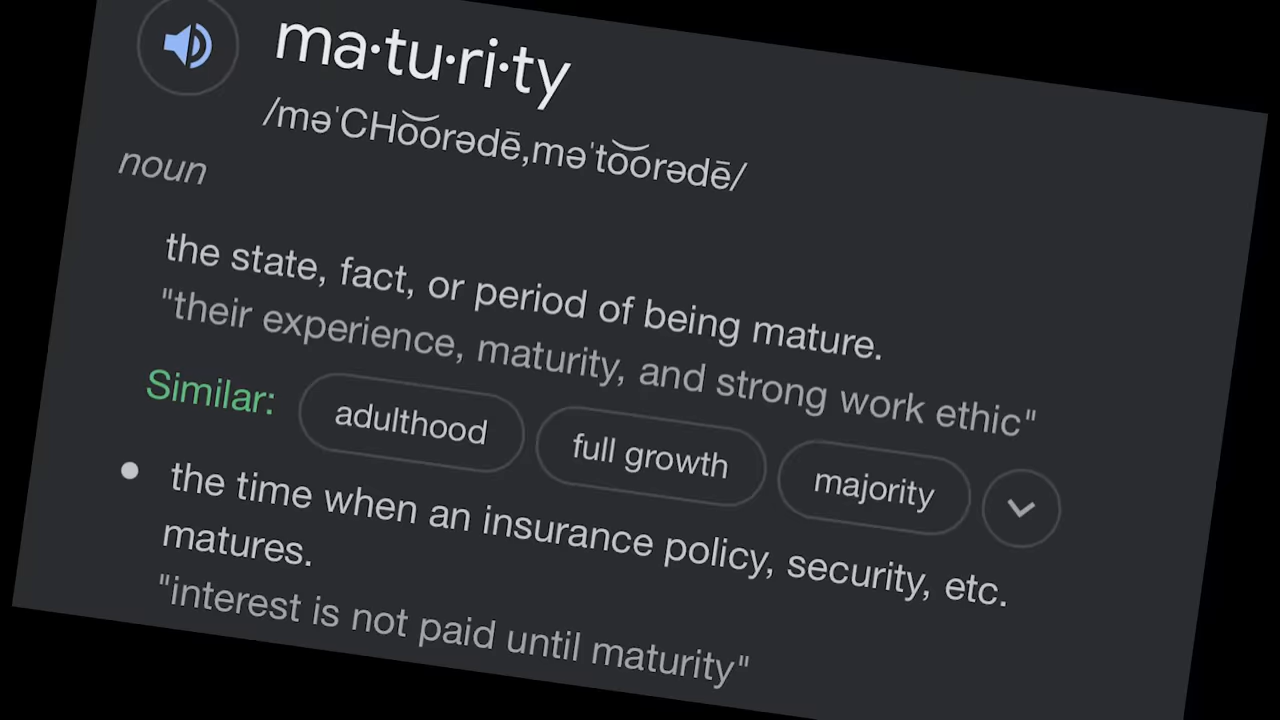 ma·tu·ri·ty
/məˈCHo͝orədē,məˈto͝orədē/
noun
the state, fact, or period of being mature.
"their experience, maturity, and strong work ethic"
Similar: adulthood full growth majority
the time when an insurance policy, security, etc.
matures.
"interest is not paid until maturity"